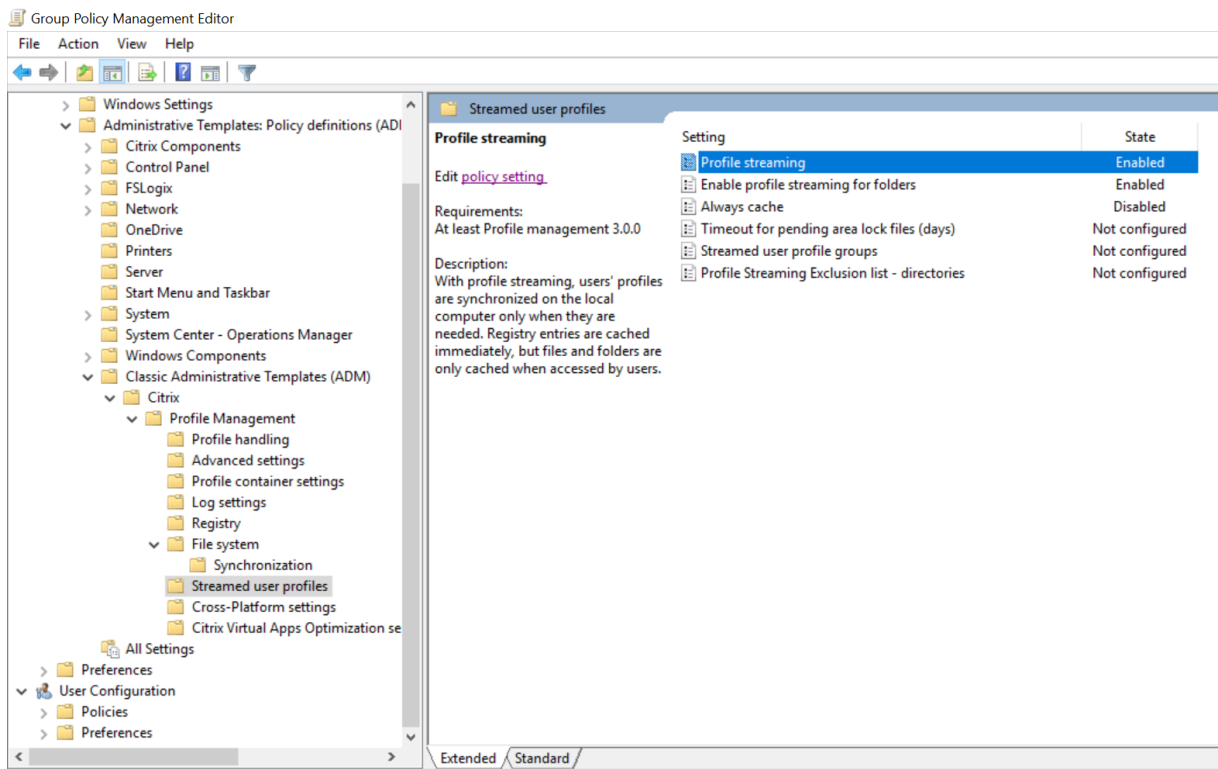 Group Policy Management Editor
File Action View Help
Windows Settings
Administrative Templates: Policy definitions (ADI
Citrix Components
Control Panel
FSLogix
Network
OneDrive
Printers
Server
Start Menu and Taskbar
System
System Center - Operations Manager
Windows Components
Classic Administrative Templates (ADM)
Citrix
Profile Management
Profile handling
Advanced settings
Profile container settings
Log settings
Registry
File system
Synchronization
Streamed user profiles
Cross-Platform settings
Citrix Virtual Apps Optimization se
All Settings
Preferences
User Configuration
Policies
Preferences
Streamed user profiles
Profile streaming
Edit policy setting
Requirements:
At least Profile management 3.0.0
Description:
With profile streaming, users' profiles
are synchronized on the local
computer only when they are
needed. Registry entries are cached
immediately, but files and folders are
only cached when accessed by users.
Setting State
Profile streaming Enabled
Enable profile streaming for folders Enabled
Always cache Disabled
Timeout for pending area lock files (days) Not configured
Streamed user profile groups Not configured
Profile Streaming Exclusion list - directories Not configured
Extended Standard